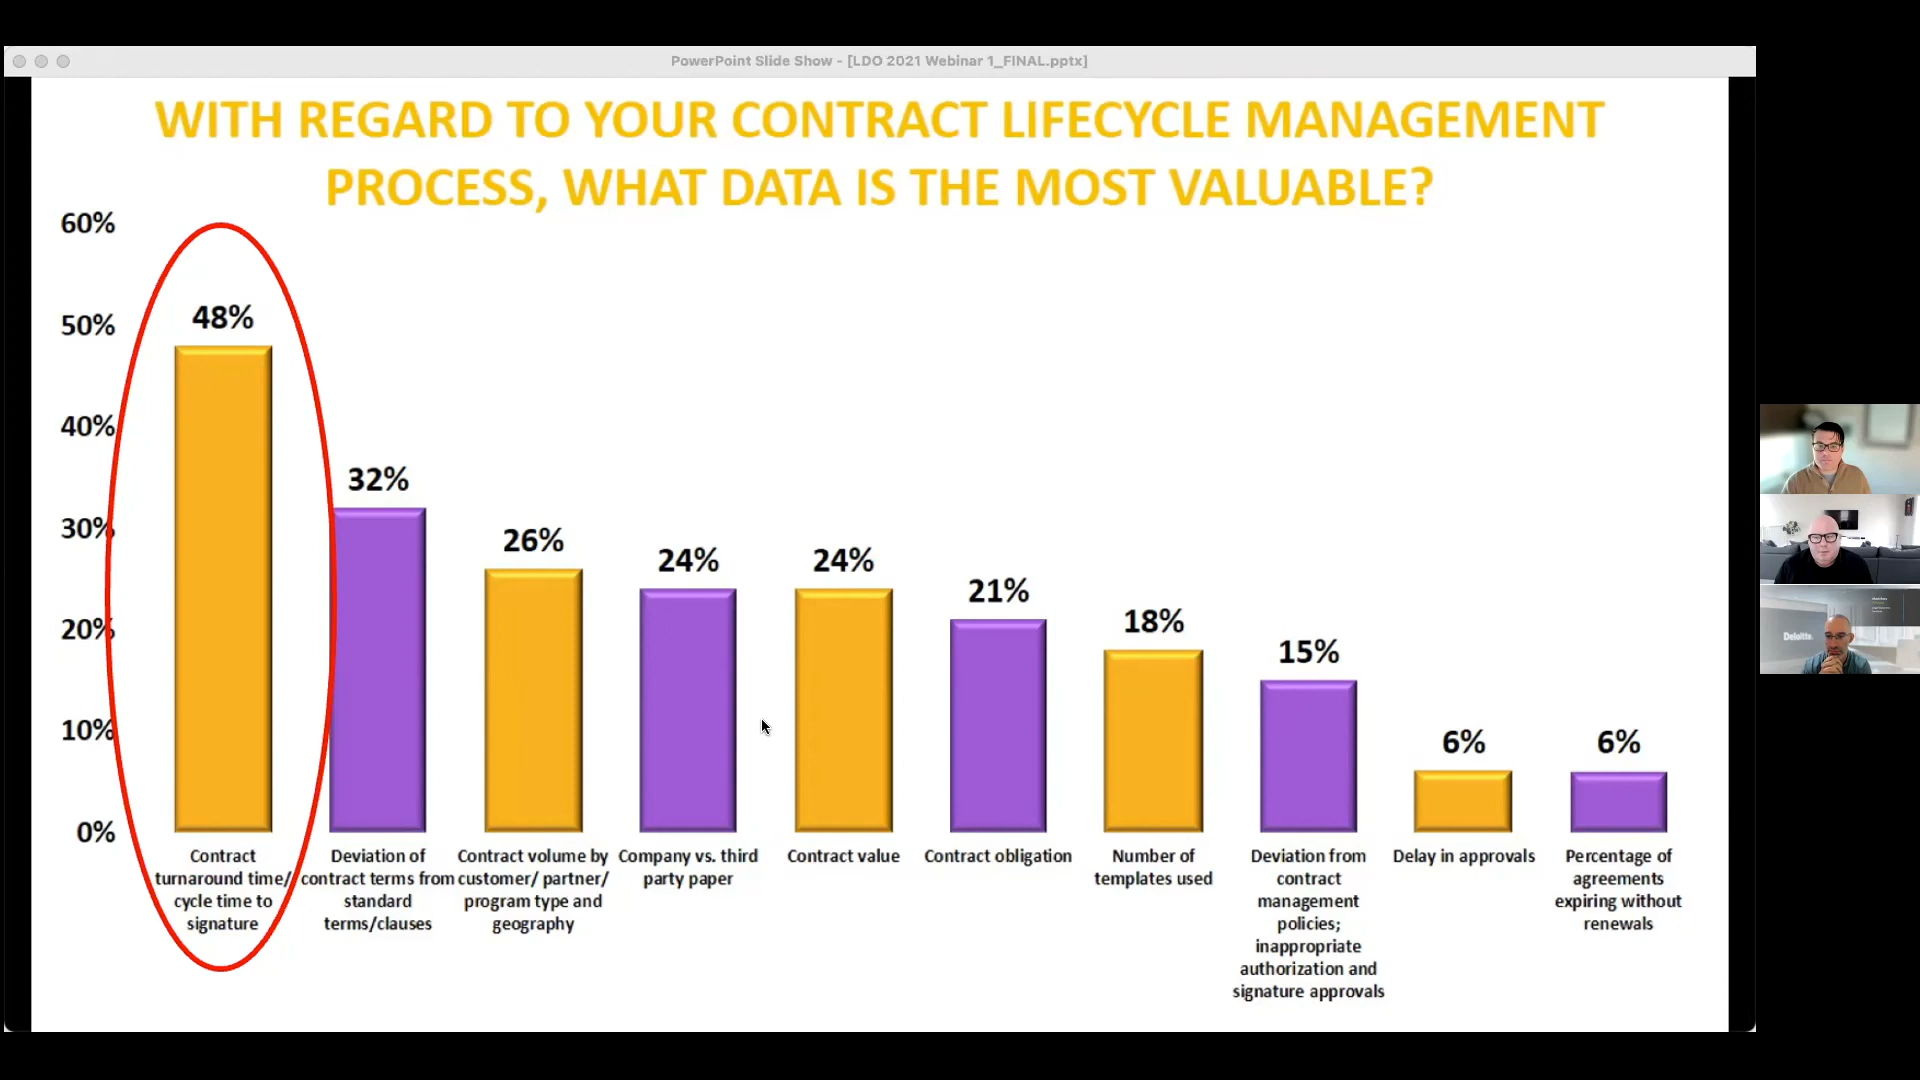 PowerPoint Slide Show - [LDO 2021 Webinar 1_FINAL.pptx]
WITH REGARD TO YOUR CONTRACT LIFECYCLE MANAGEMENT
PROCESS, WHAT DATA IS THE MOST VALUABLE?
60%
50%
40%
30%
20%
10%
0%
48%
32%
26%
24%
24%
21%
18%
15%
6%
6%
Contract
turnaround time/
cycle time to
signature
Deviation of
contract terms from
standard
terms/clauses
Contract volume by
customer/ partner/
program type and
geography
Company vs. third
party paper
Contract value
Contract obligation
Number of
templates used
Deviation from
contract
management
policies;
inappropriate
authorization and
signature approvals
Delay in approvals
Percentage of
agreements
expiring without
renewals
Deloitte.